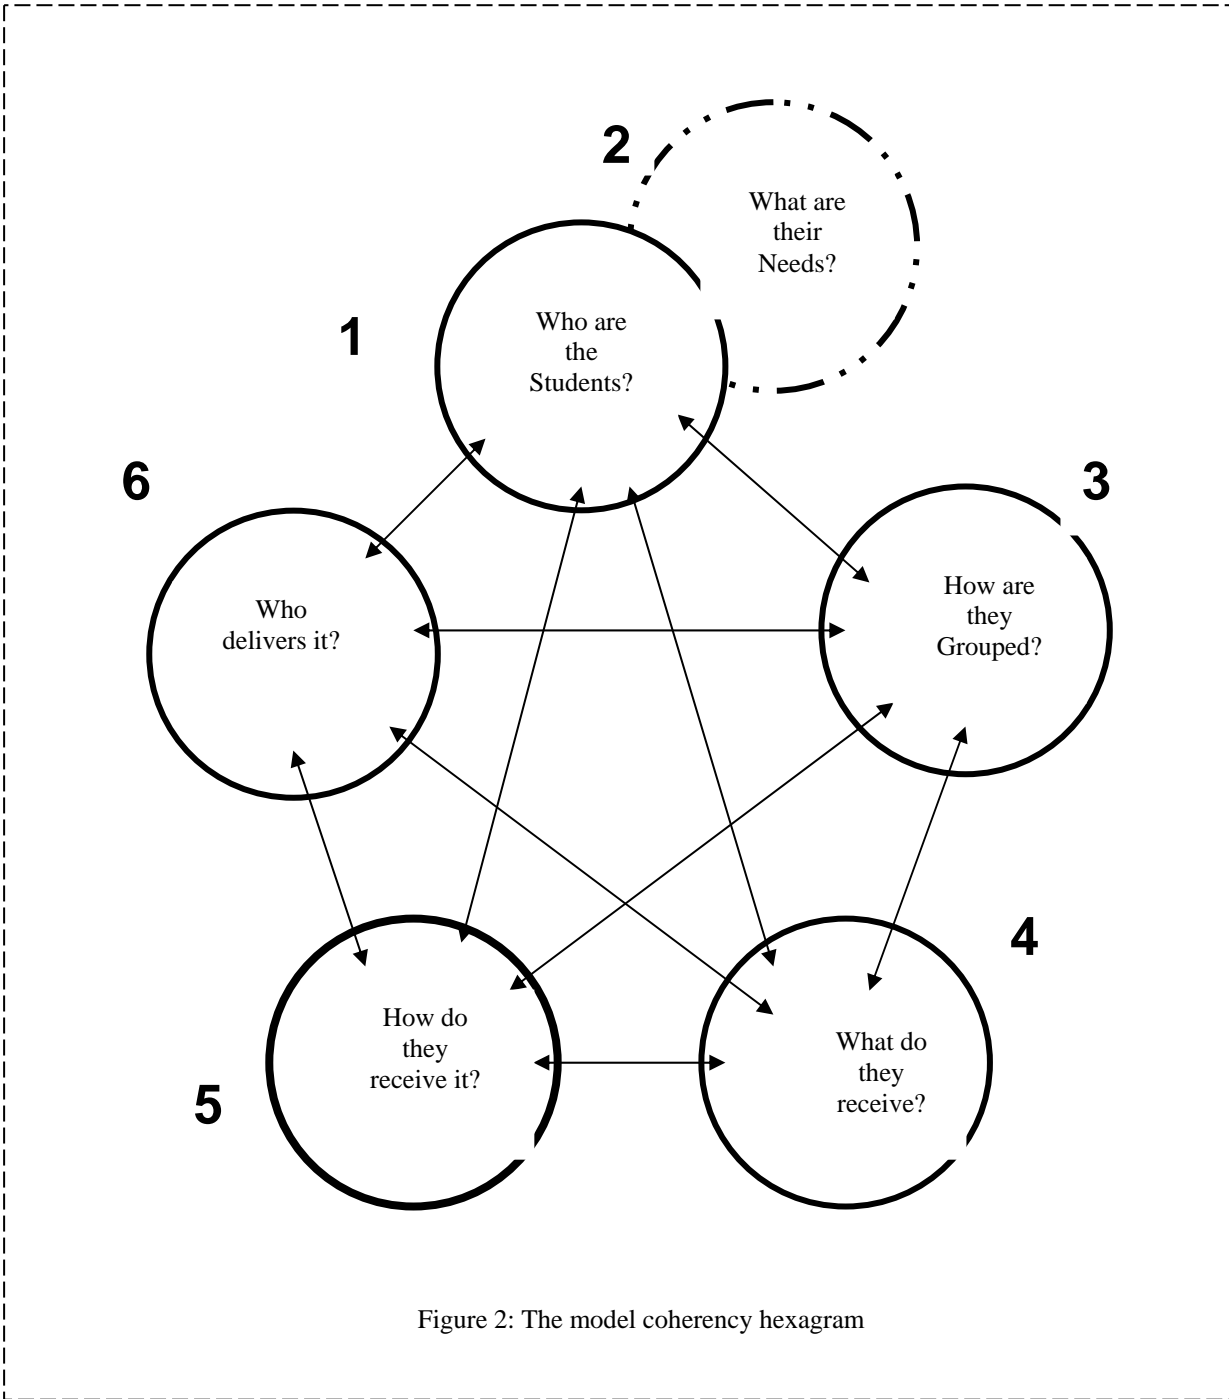 2
What are
their
Needs?
1
Who are
the
Students?
6
3
Who
delivers it?
How are
they
Grouped?
4
How do
they
receive it?
What do
they
receive?
5
Figure 2: The model coherency hexagram